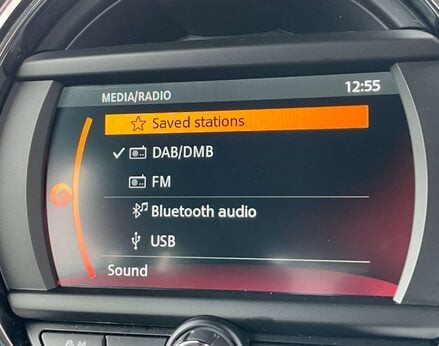 MEDIA/RADIO 12:55
Saved stations
DAB/DMB
FM
Bluetooth audio
USB
Sound